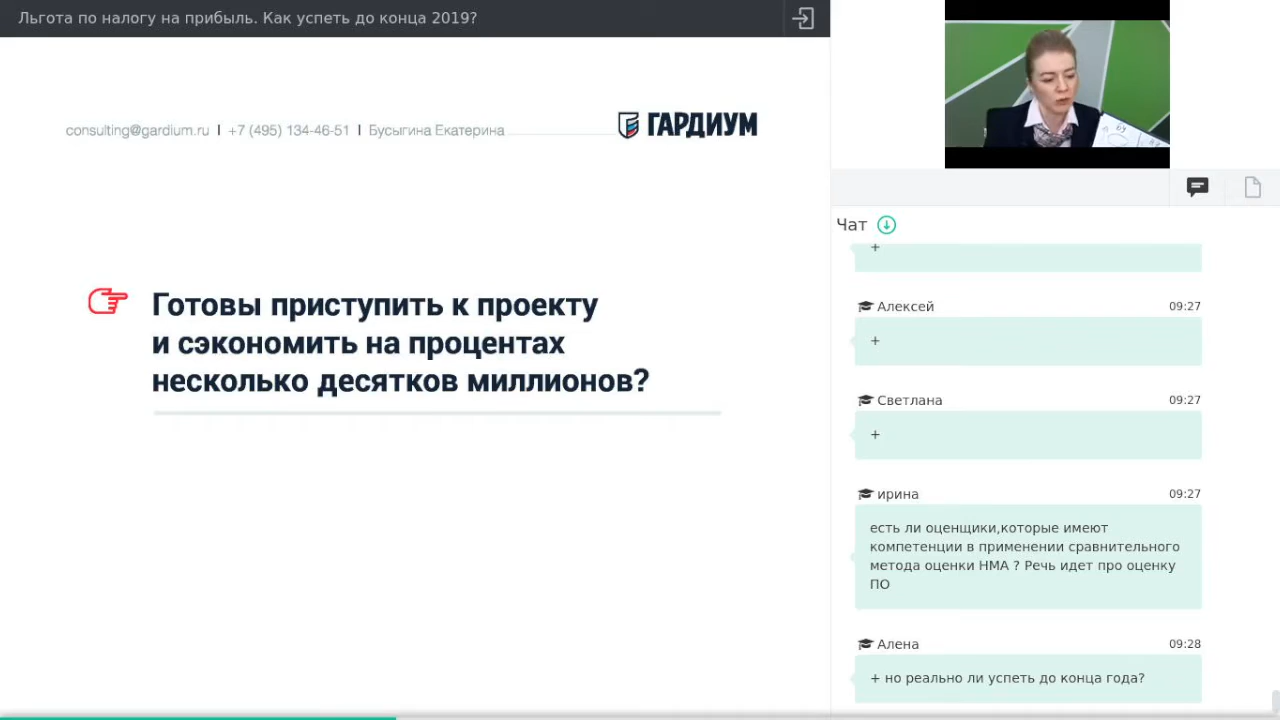 Льгота по налогу на прибыль. Как успеть до конца 2019?
consulting@gardium.ru | +7 (495) 134-46-51 | Бусыгина Екатерина
ГАРДИУМ
Готовы приступить к проекту
и сэкономить на процентах
несколько десятков миллионов?
Чат
+
Алексей 09:27
+
Светлана 09:27
+
ирина 09:27
есть ли оценщики,которые имеют
компетенции в применении сравнительного
метода оценки НМА ? Речь идет про оценку
ПО
Алена 09:28
+ но реально ли успеть до конца года?